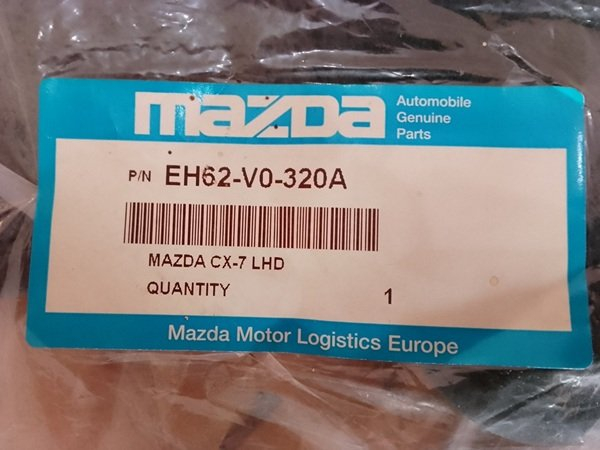 mazda
Automobile
Genuine
Parts
P/N EH62-V0-320A
MAZDA CX-7 LHD
QUANTITY 1
Mazda Motor Logistics Europe